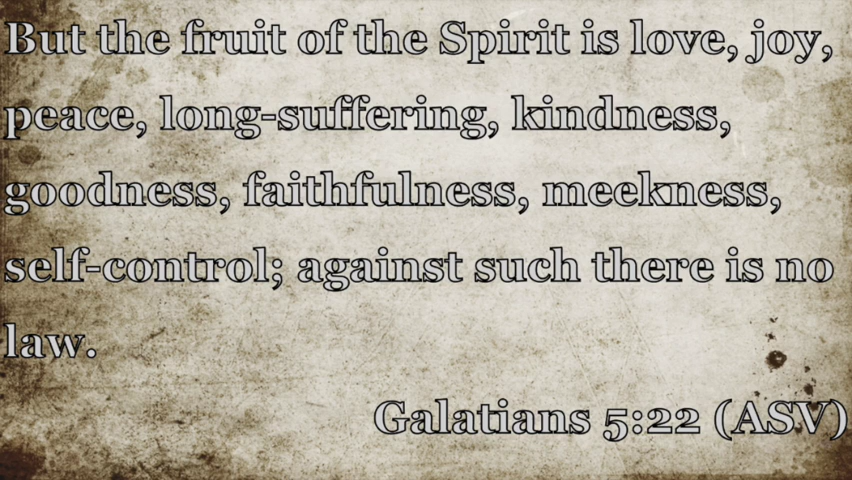 But the fruit of the Spirit is love, joy,
peace, long-suffering, kindness,
goodness, faithfulness, meekness,
self-control; against such there is no
law.
Galatians 5:22 (ASV)